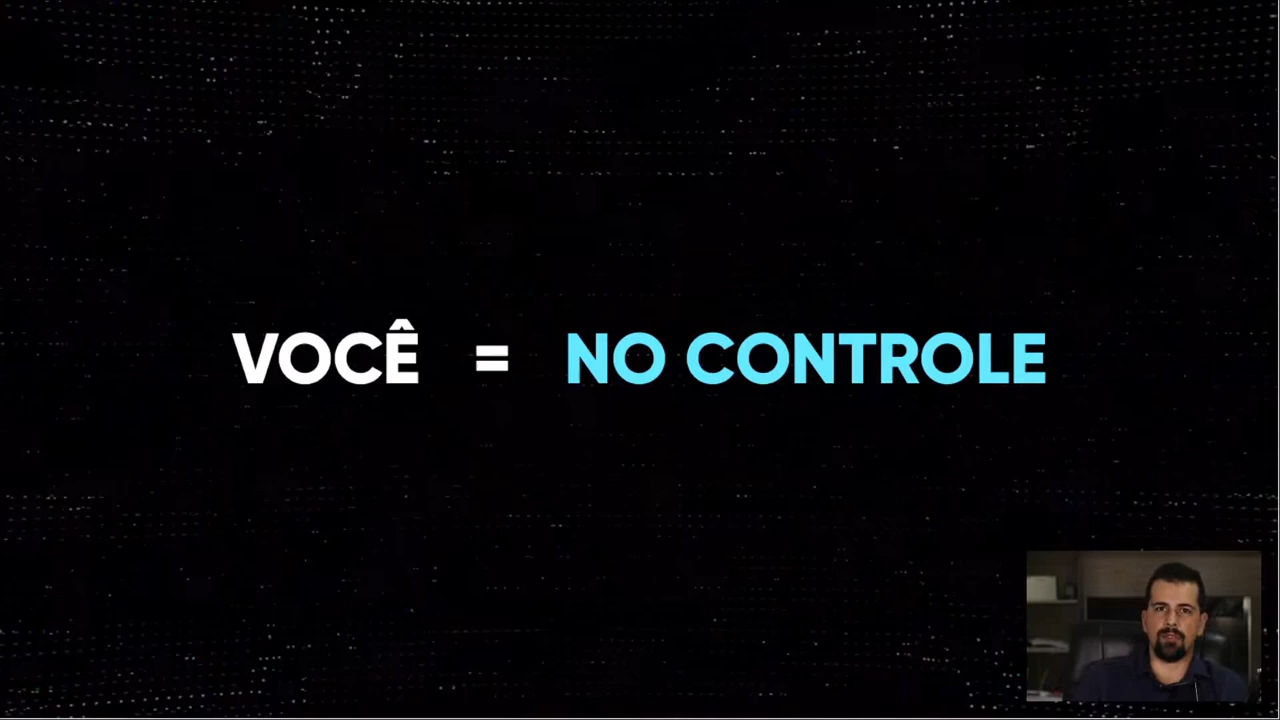 VOCÊ = NO CONTROLE